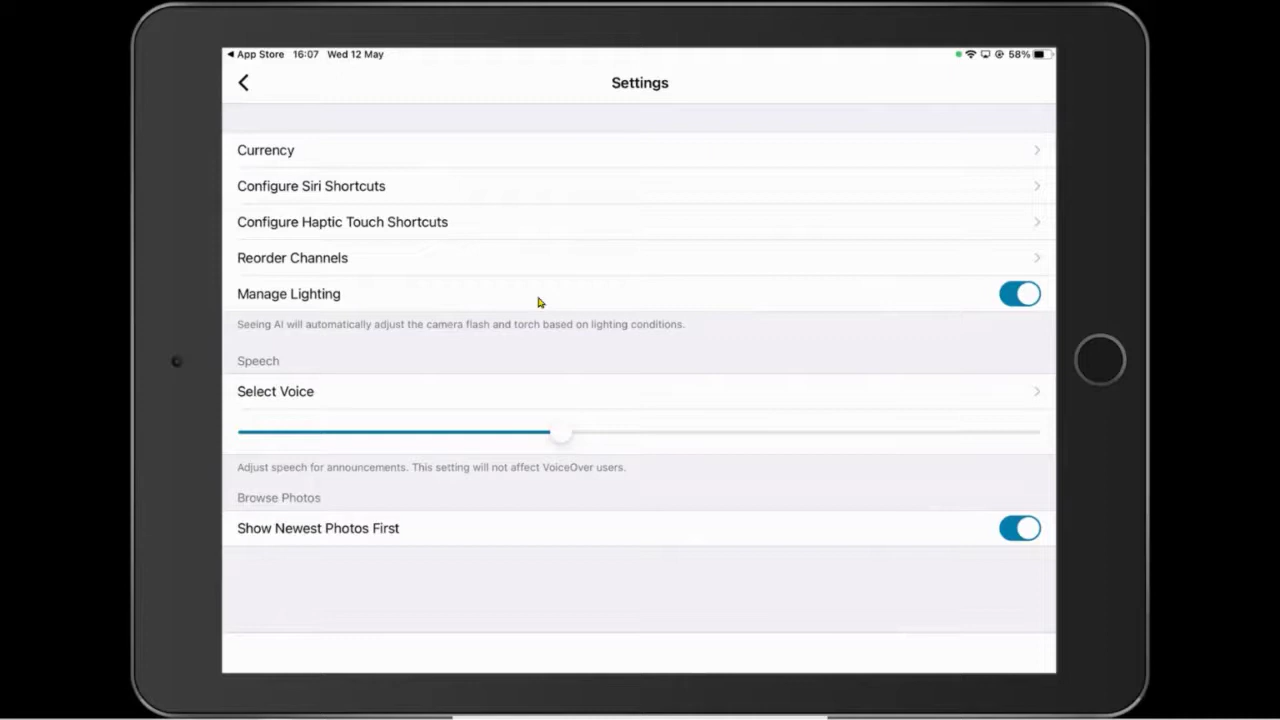 App Store 16:07 Wed 12 May 58%
Settings
Currency
Configure Siri Shortcuts
Configure Haptic Touch Shortcuts
Reorder Channels
Manage Lighting
Seeing AI will automatically adjust the camera flash and torch based on lighting conditions.
Speech
Select Voice
Adjust speech for announcements. This setting will not affect VoiceOver users.
Browse Photos
Show Newest Photos First